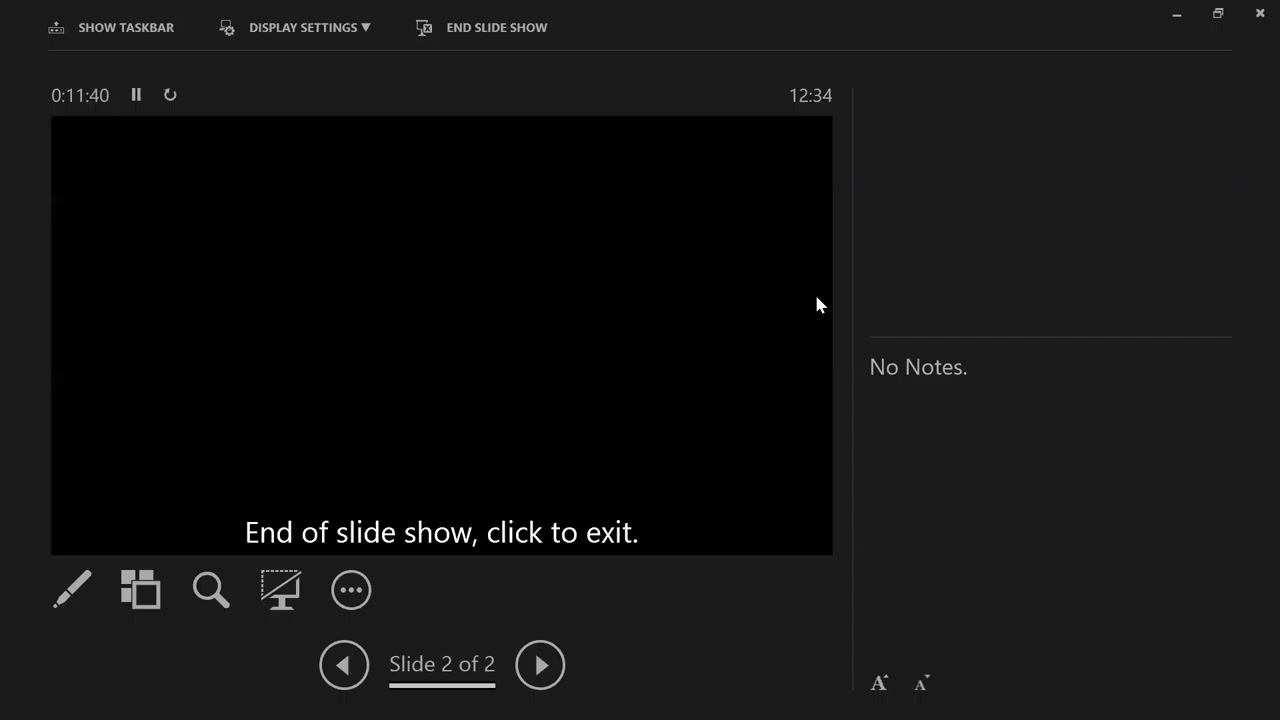 SHOW TASKBAR DISPLAY SETTINGS ▼ END SLIDE SHOW
0:11:40 12:34
End of slide show, click to exit.
No Notes.
Slide 2 of 2
A A